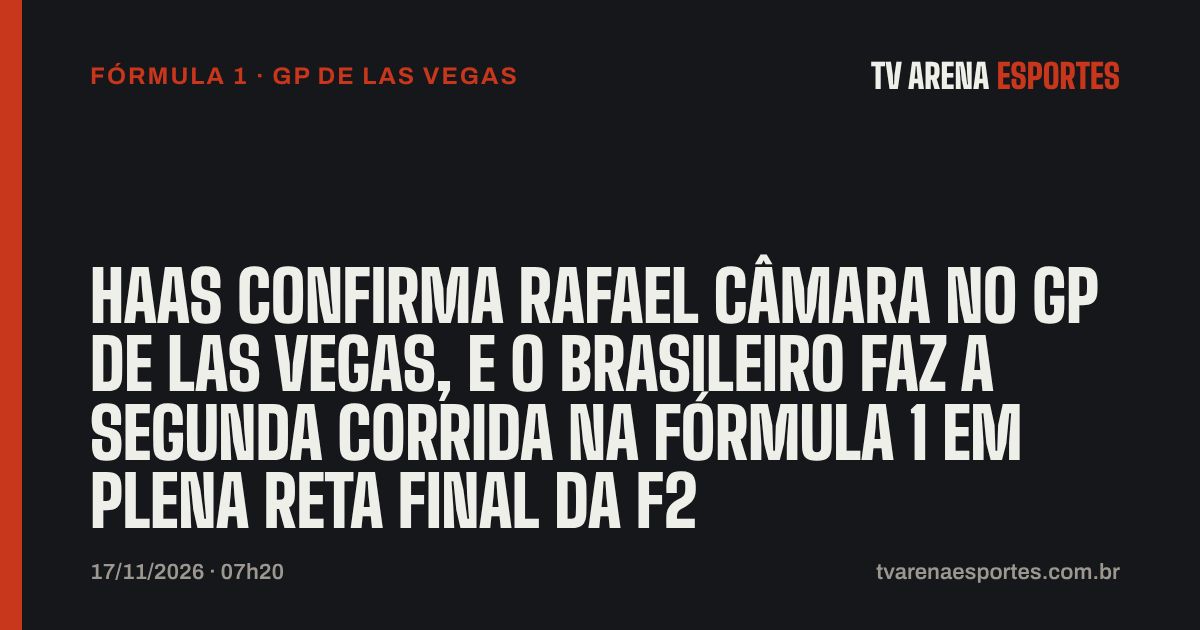 FÓRMULA 1 · GP DE LAS VEGAS
TV ARENA ESPORTES
HAAS CONFIRMA RAFAEL CÂMARA NO GP
DE LAS VEGAS, E O BRASILEIRO FAZ A
SEGUNDA CORRIDA NA FÓRMULA 1 EM
PLENA RETA FINAL DA F2
17/11/2026 · 07h20
tvarenaesportes.com.br